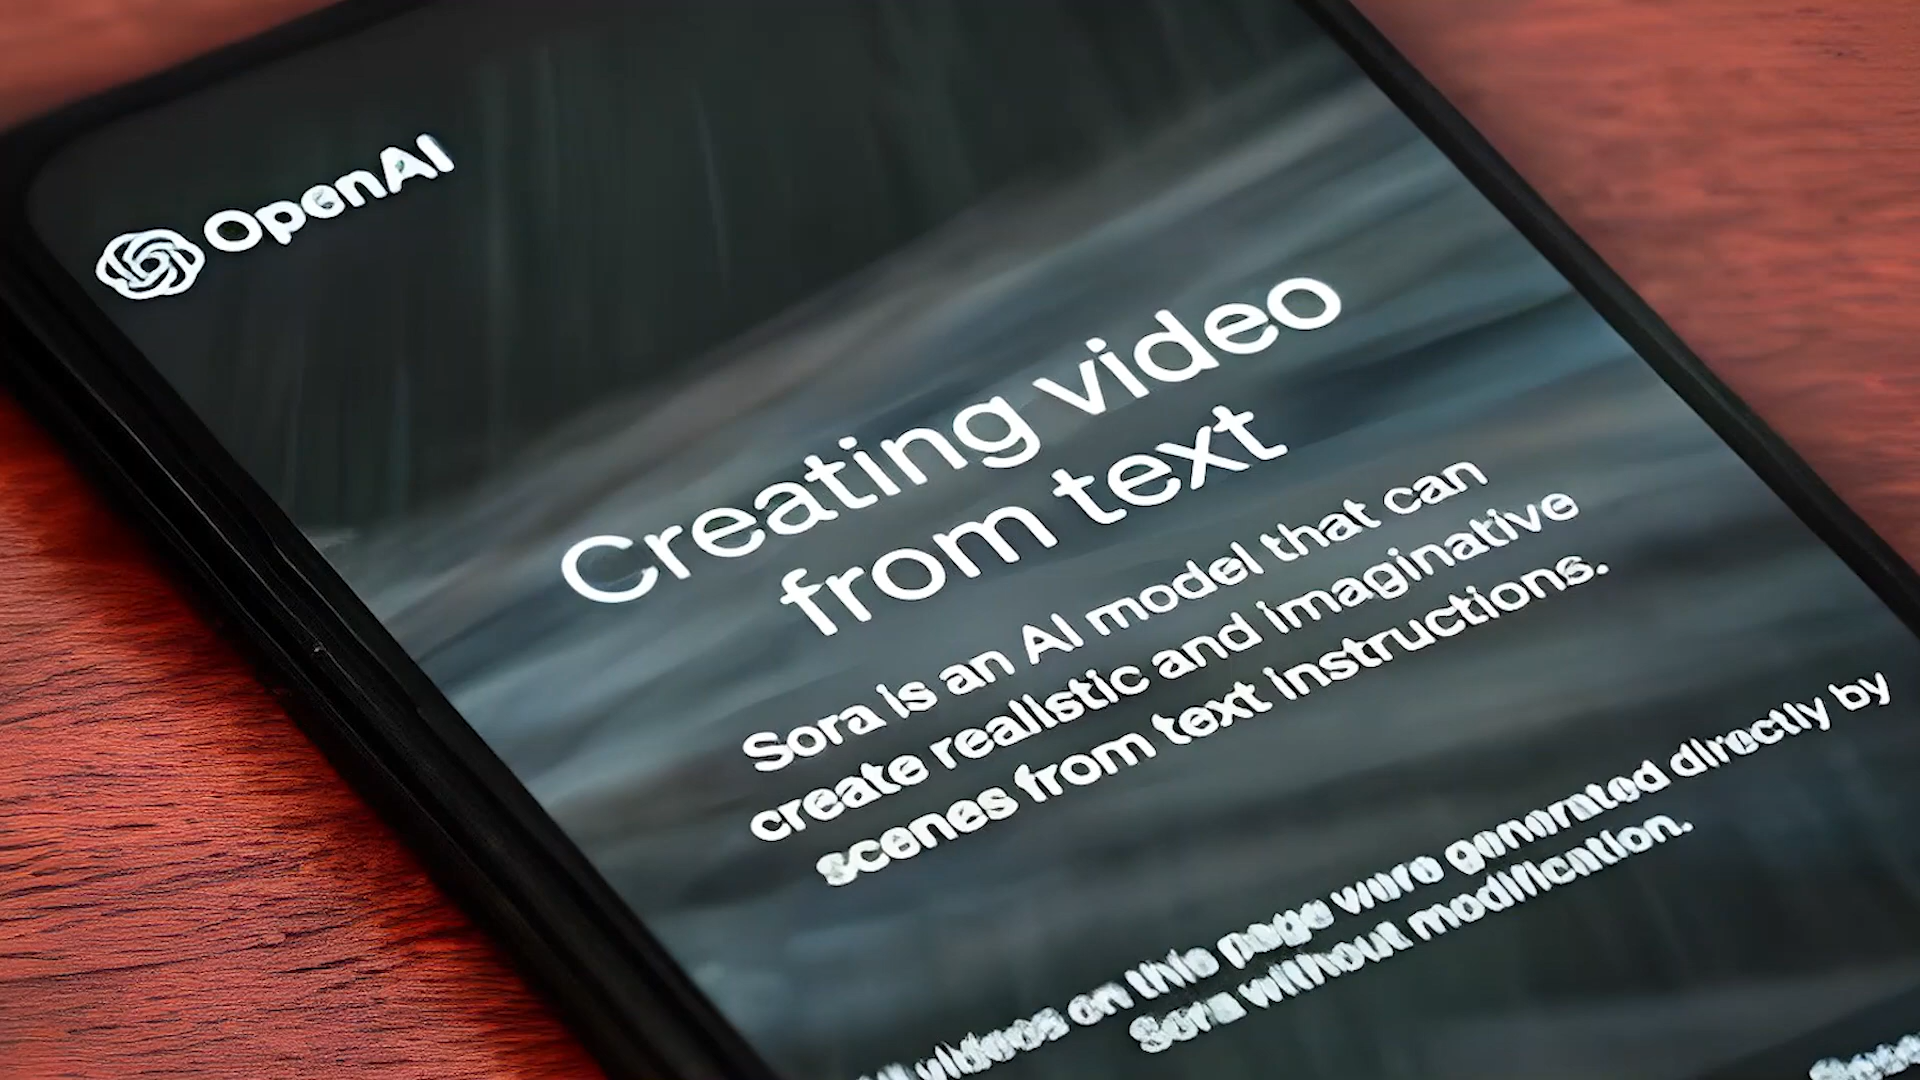 OpenAI
Creating video
from text
Sora is an AI model that can
create realistic and imaginative
scenes from text instructions.
videos on this page were generated directly by
Sora without modification.